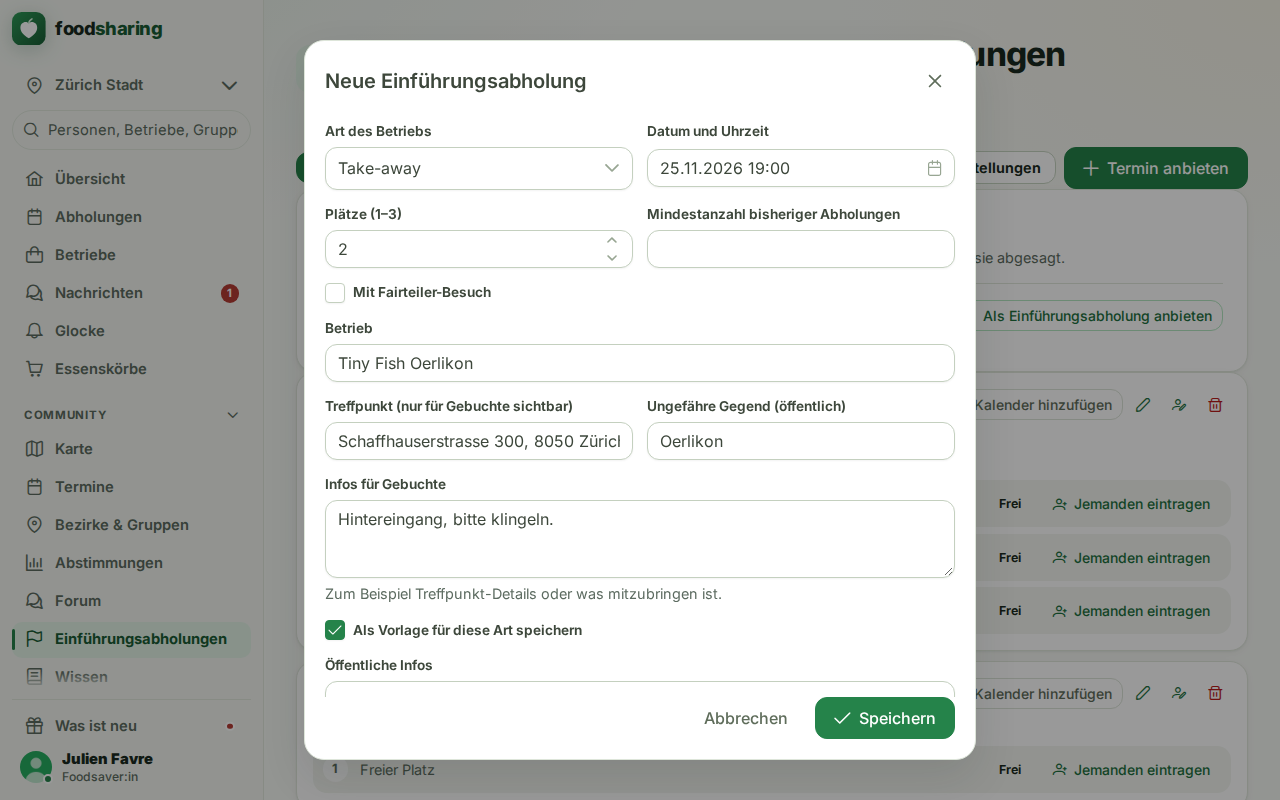 foodsharing
Zürich Stadt
Personen, Betriebe, Grupp
Übersicht
Abholungen
Betriebe
Nachrichten 1
Glocke
Essenskörbe
COMMUNITY
Karte
Termine
Bezirke & Gruppen
Abstimmungen
Forum
Einführungsabholungen
Wissen
Was ist neu
Julien Favre
Foodsaver:in
ungen
tellungen
Termin anbieten
sie abgesagt.
Als Einführungsabholung anbieten
Kalender hinzufügen
Frei Jemanden eintragen
Frei Jemanden eintragen
Frei Jemanden eintragen
Kalender hinzufügen
1 Freier Platz Frei Jemanden eintragen
Neue Einführungsabholung
Art des Betriebs
Take-away
Datum und Uhrzeit
25.11.2026 19:00
Plätze (1–3)
2
Mindestanzahl bisheriger Abholungen
Mit Fairteiler-Besuch
Betrieb
Tiny Fish Oerlikon
Treffpunkt (nur für Gebuchte sichtbar)
Schaffhauserstrasse 300, 8050 Zürich
Ungefähre Gegend (öffentlich)
Oerlikon
Infos für Gebuchte
Hintereingang, bitte klingeln.
Zum Beispiel Treffpunkt-Details oder was mitzubringen ist.
Als Vorlage für diese Art speichern
Öffentliche Infos
Abbrechen
Speichern